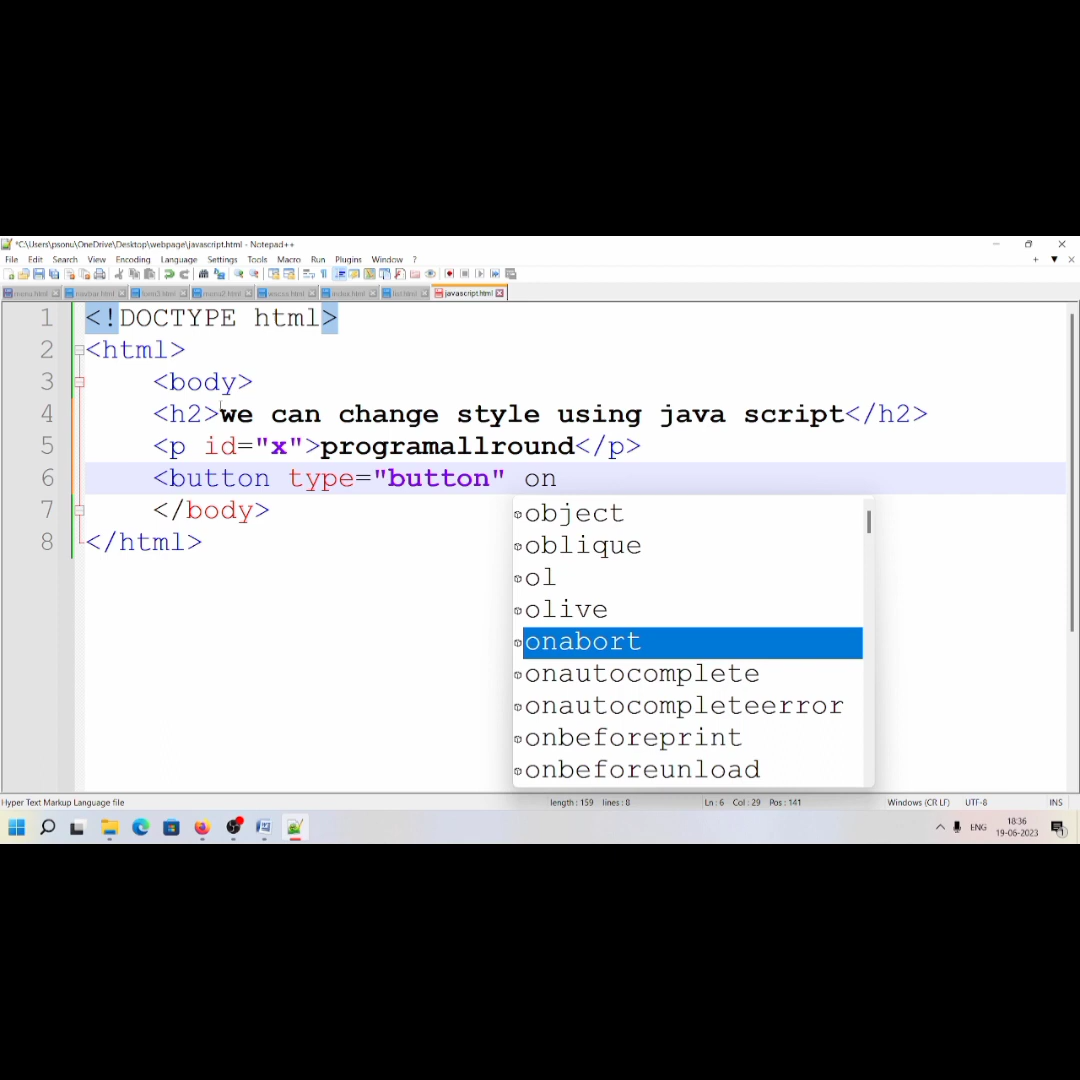 *C:\Users\psonu\OneDrive\Desktop\webpage\javascript.html - Notepad++
File Edit Search View Encoding Language Settings Tools Macro Run Plugins Window ?
javascript.html
1 <!DOCTYPE html>
2 <html>
3 <body>
4 <h2>we can change style using java script</h2>
5 <p id="x">programallround</p>
6 <button type="button" on
7 </body>
8 </html>
object
oblique
ol
olive
onabort
onautocomplete
onautocompleteerror
onbeforeprint
onbeforeunload
Hyper Text Markup Language file length : 159 lines : 8 Ln : 6 Col : 29 Pos : 141 Windows (CR LF) UTF-8 INS
ENG
18:36
19-06-2023